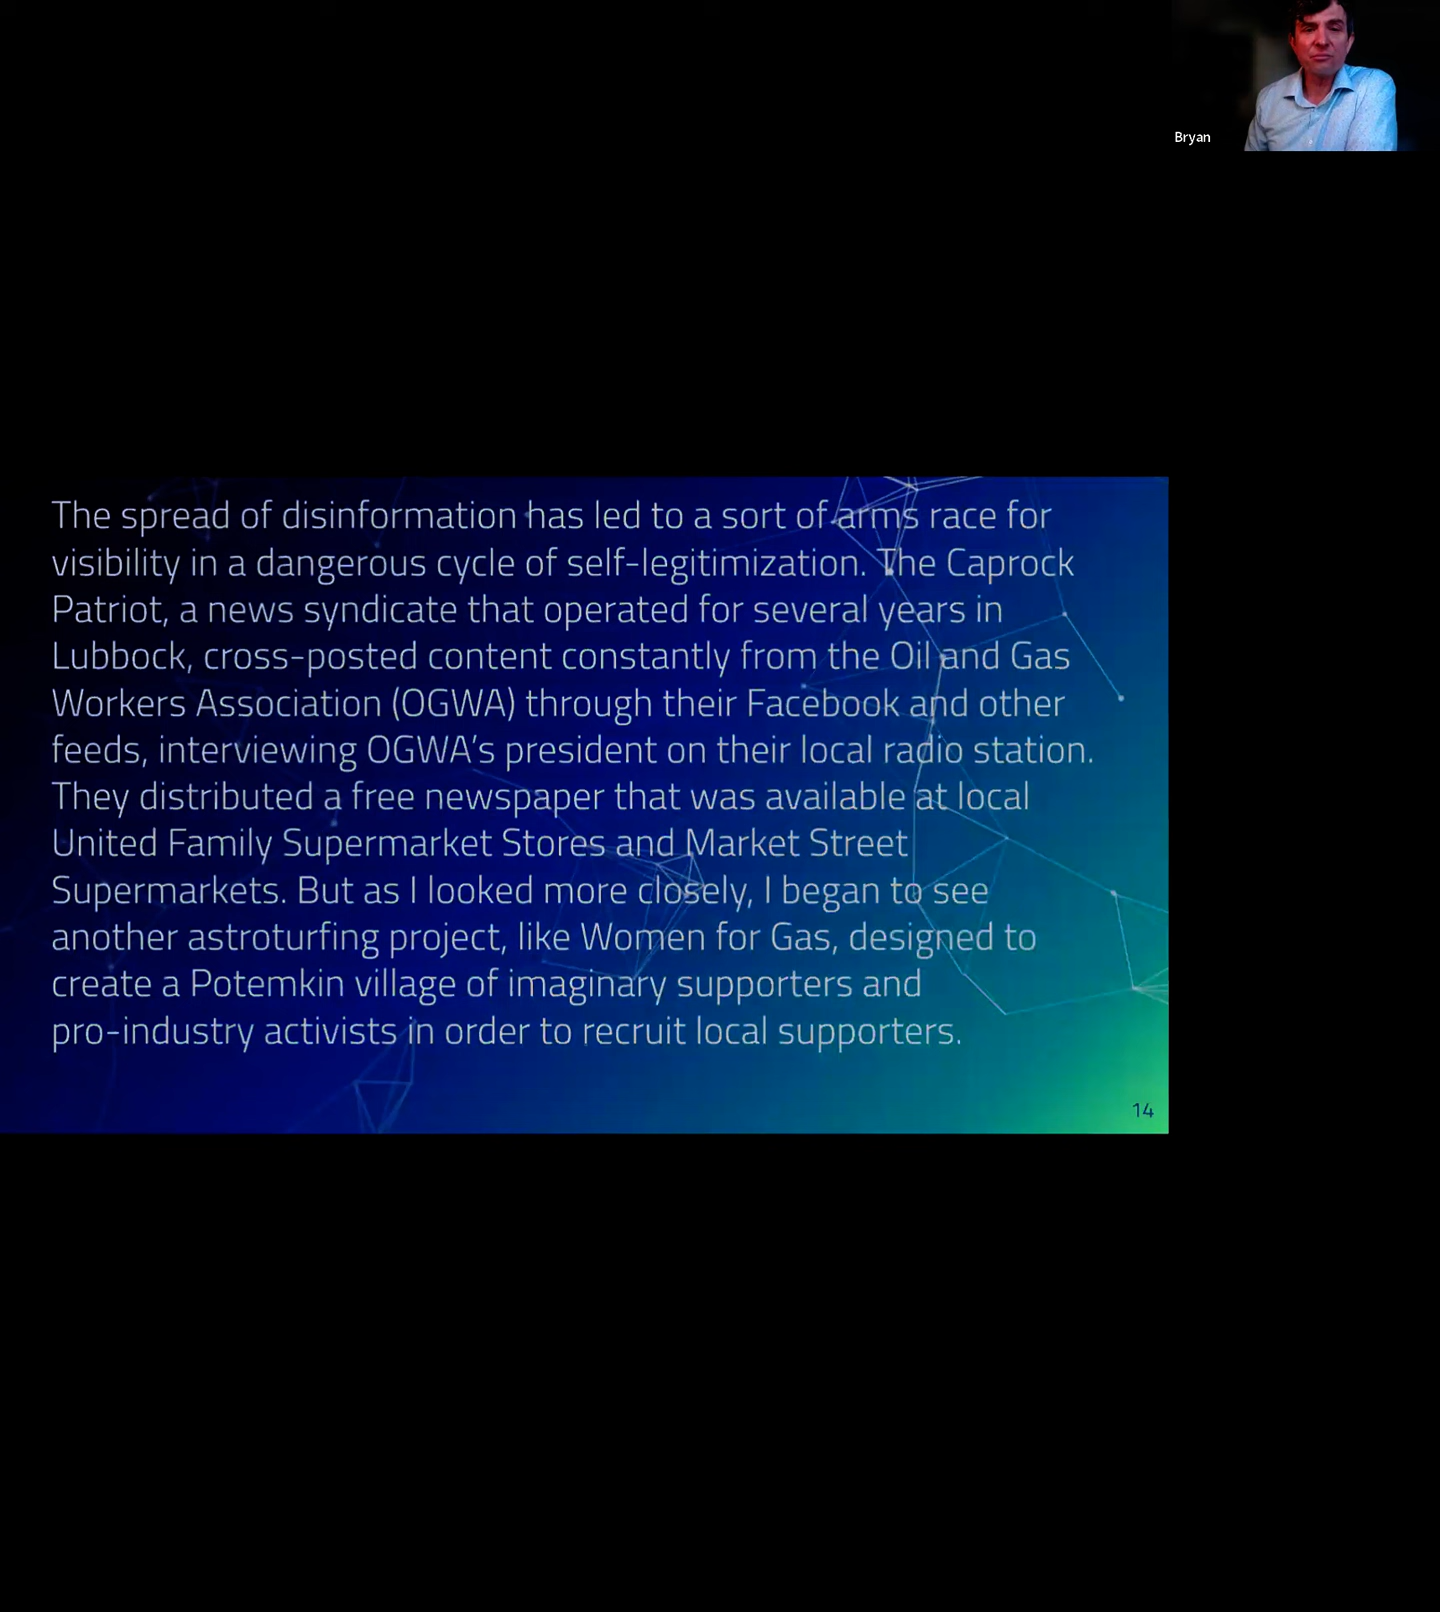 Bryan
The spread of disinformation has led to a sort of arms race for
visibility in a dangerous cycle of self-legitimization. The Caprock
Patriot, a news syndicate that operated for several years in
Lubbock, cross-posted content constantly from the Oil and Gas
Workers Association (OGWA) through their Facebook and other
feeds, interviewing OGWA’s president on their local radio station.
They distributed a free newspaper that was available at local
United Family Supermarket Stores and Market Street
Supermarkets. But as I looked more closely, I began to see
another astroturfing project, like Women for Gas, designed to
create a Potemkin village of imaginary supporters and
pro-industry activists in order to recruit local supporters.
14